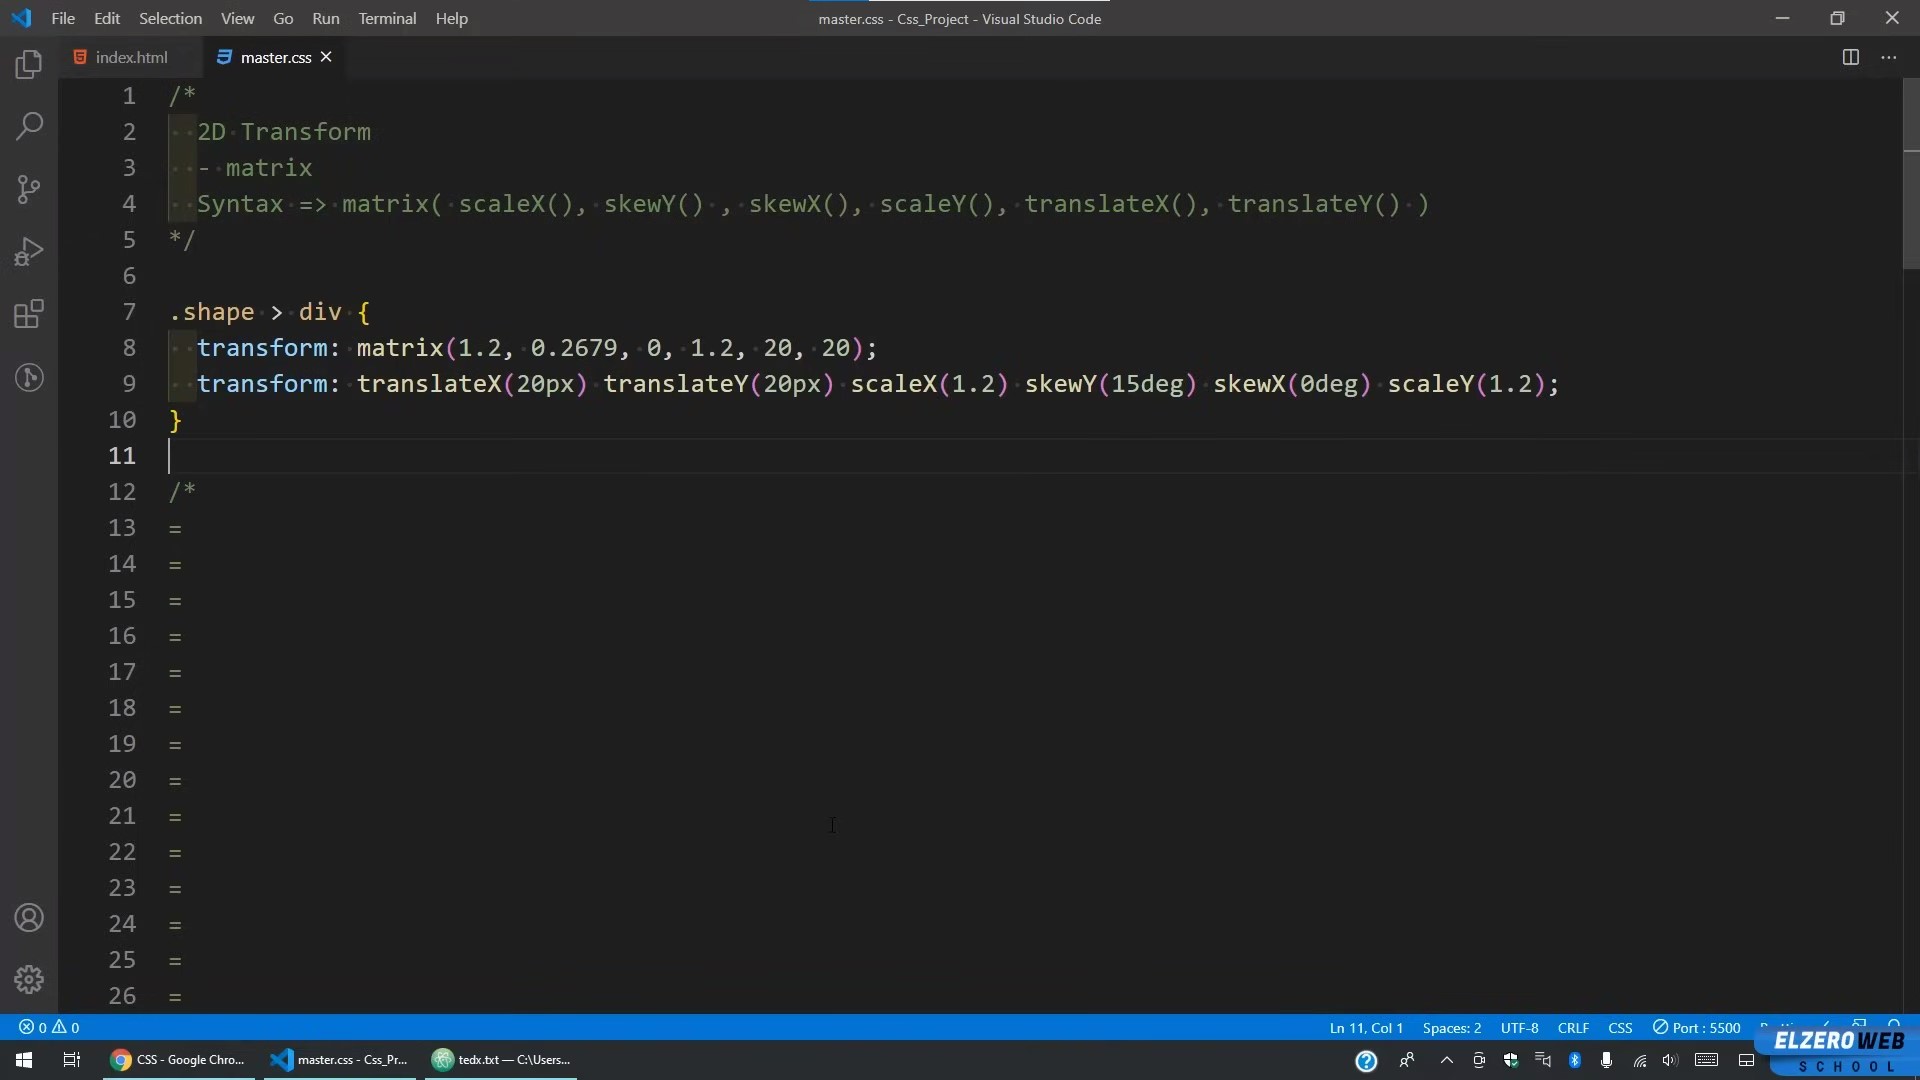 File Edit Selection View Go Run Terminal Help
master.css - Css_Project - Visual Studio Code
index.html
master.css
1 /*
2 2D Transform
3 - matrix
4 Syntax => matrix( scaleX(), skewY() , skewX(), scaleY(), translateX(), translateY() )
5 */
6
7 .shape > div {
8 transform: matrix(1.2, 0.2679, 0, 1.2, 20, 20);
9 transform: translateX(20px) translateY(20px) scaleX(1.2) skewY(15deg) skewX(0deg) scaleY(1.2);
10 }
11
12 /*
13 =
14 =
15 =
16 =
17 =
18 =
19 =
20 =
21 =
22 =
23 =
24 =
25 =
26 =
0 0
Ln 11, Col 1 Spaces: 2 UTF-8 CRLF CSS Port : 5500
CSS - Google Chro...
master.css - Css_Pr...
tedx.txt — C:\Users...
ELZEROWEB
SCHOOL